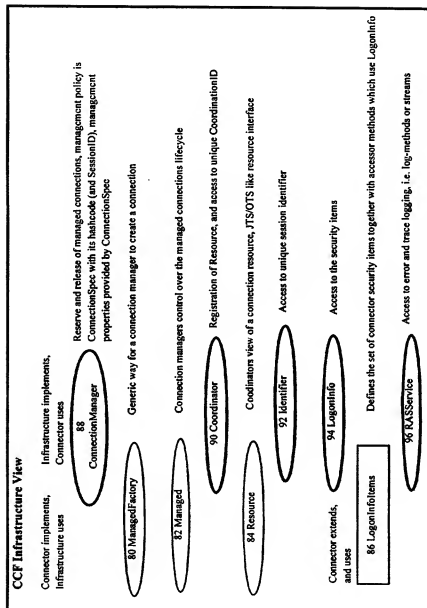 CCF Infrastructure View
Connector implements,
Infrastructure uses
Infrastructure implements,
Connector uses
88
ConnectionManager
Reserve and release of managed connections, management policy is
ConnectionSpec with its hashcode (and SessionID), management
properties provided by ConnectionSpec
80 ManagedFactory
Generic way for a connection manager to create a connection
82 Managed
Connection managers control over the managed connections lifecycle
90 Coordinator
Registration of Resource, and access to unique CoordinationID
84 Resource
Coodinators view of a connection resource, JTS/OTS like resource interface
92 Identifier
Access to unique session identifier
94 LogonInfo
Access to the security items
Connector extends,
and uses
86 LogonInfoItems
Defines the set of connector security items together with accessor methods which use LogonInfo
96 RASService
Access to error and trace logging, i.e. log-methods or streams